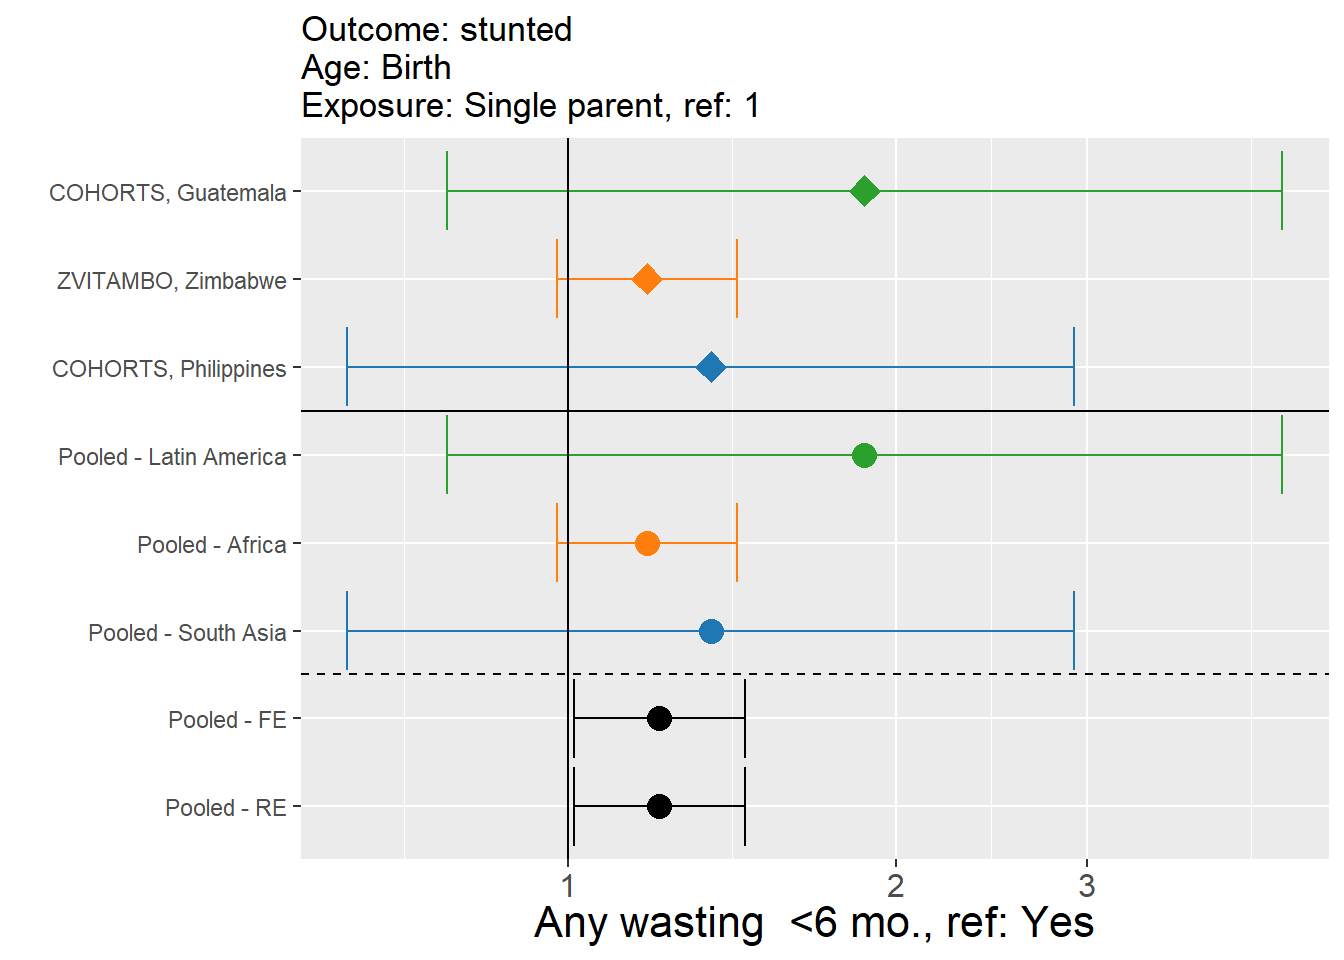 Outcome: stunted
Age: Birth
Exposure: Single parent, ref: 1
COHORTS, Guatemala
ZVITAMBO, Zimbabwe
COHORTS, Philippines
Pooled - Latin America
Pooled - Africa
Pooled - South Asia
Pooled - FE
Pooled - RE
1 2 3
Any wasting  <6 mo., ref: Yes